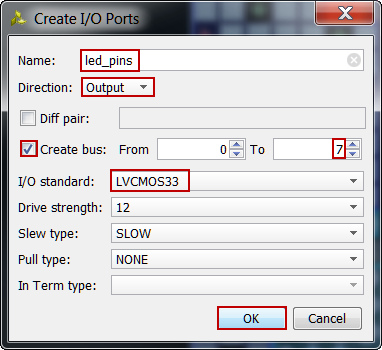 Create I/O Ports
Name: led_pins
Direction: Output
Diff pair:
Create bus: From 0 To 7
I/O standard: LVCMOS33
Drive strength: 12
Slew type: SLOW
Pull type: NONE
In Term type:
OK Cancel